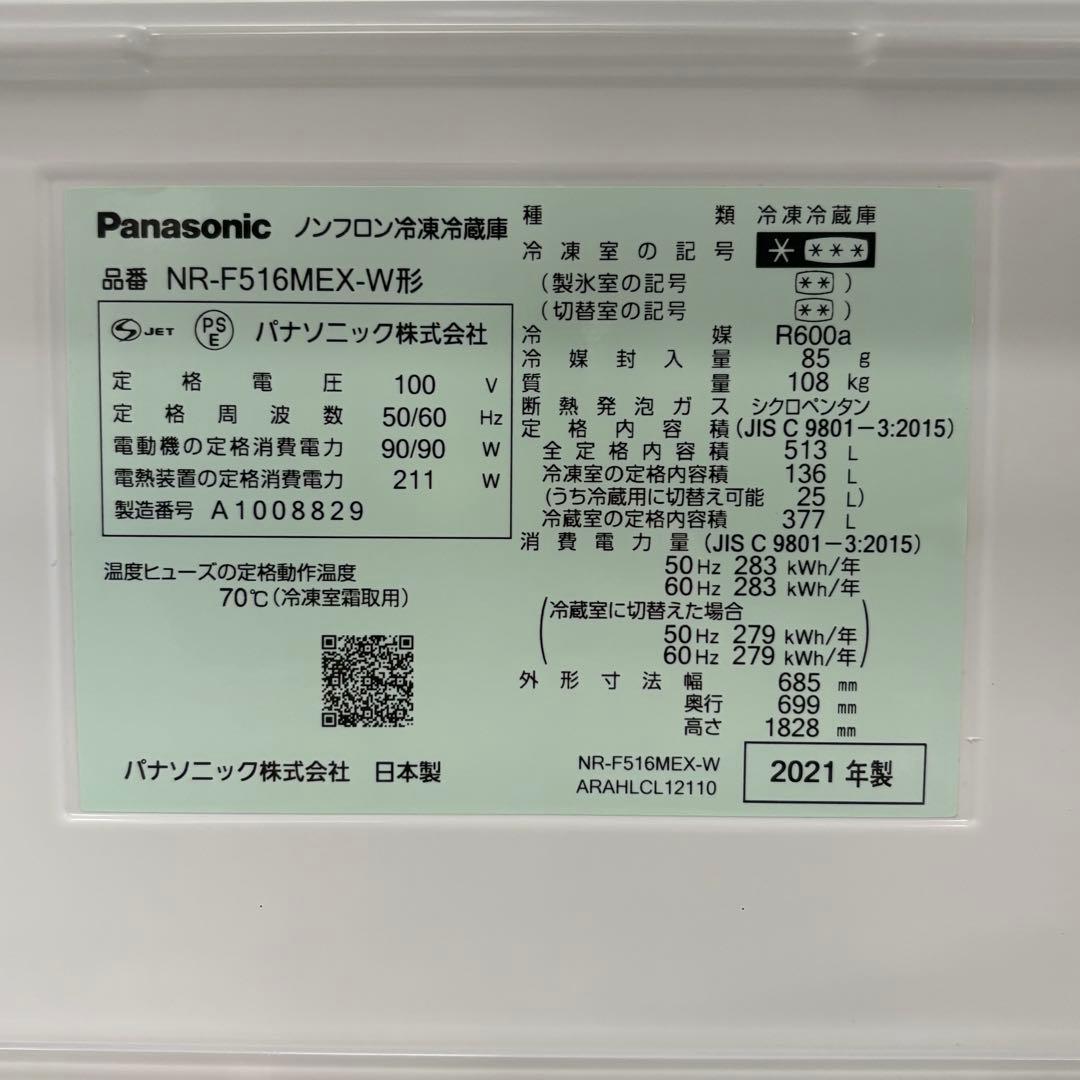 Panasonic ノンフロン冷凍冷蔵庫
品番 NR-F516MEX-W形
JET PSE パナソニック株式会社
定格電圧 100 V
定格周波数 50/60 Hz
電動機の定格消費電力 90/90 W
電熱装置の定格消費電力 211 W
製造番号 A1008829
温度ヒューズの定格動作温度
70℃(冷凍室霜取用)
パナソニック株式会社 日本製
種類 冷凍冷蔵庫
冷凍室の記号 * ***
(製氷室の記号 ** )
(切替室の記号 ** )
冷媒 R600a
冷媒封入量 85 g
質量 108 kg
断熱発泡ガス シクロペンタン
定格内容積(JIS C 9801-3:2015)
全定格内容積 513 L
冷凍室の定格内容積 136 L
(うち冷蔵用に切替え可能 25 L)
冷蔵室の定格内容積 377 L
消費電力量 (JIS C 9801-3:2015)
50Hz 283 kWh/年
60Hz 283 kWh/年
(冷蔵室に切替えた場合
50Hz 279 kWh/年
60Hz 279 kWh/年)
外形寸法 幅 685 mm
奥行 699 mm
高さ 1828 mm
NR-F516MEX-W
ARAHLCL12110
2021年製